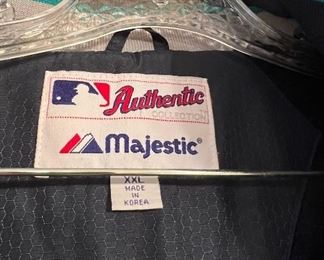 Authentic
COLLECTION
Majestic®
XXL
MADE
IN
KOREA